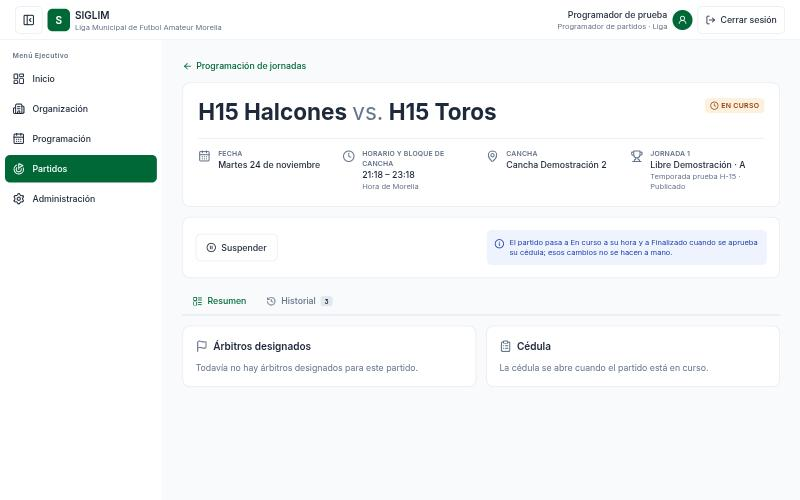 S
SIGLIM
Liga Municipal de Futbol Amateur Morelia
Programador de prueba
Programador de partidos · Liga
Cerrar sesión
Menú Ejecutivo
Inicio
Organización
Programación
Partidos
Administración
← Programación de jornadas
H15 Halcones vs. H15 Toros
EN CURSO
FECHA
Martes 24 de noviembre
HORARIO Y BLOQUE DE
CANCHA
21:18 – 23:18
Hora de Morelia
CANCHA
Cancha Demostración 2
JORNADA 1
Libre Demostración · A
Temporada prueba H-15 ·
Publicado
Suspender
El partido pasa a En curso a su hora y a Finalizado cuando se aprueba
su cédula; esos cambios no se hacen a mano.
Resumen
Historial 3
Árbitros designados
Todavía no hay árbitros designados para este partido.
Cédula
La cédula se abre cuando el partido está en curso.